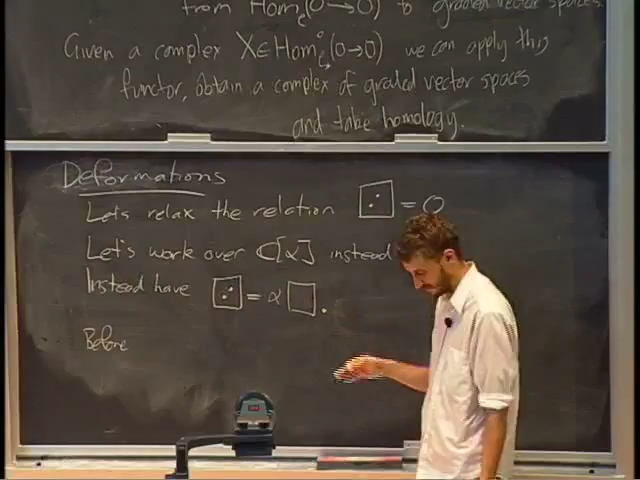 from Hom_C(0→0) to graded vector spaces.
Given a complex X∈Hom_C(0→0) we can apply this
functor, obtain a complex of graded vector spaces
and take homology.
Deformations
Lets relax the relation [:] = 0
Let's work over ℂ[α] instead
Instead have = α □.
Before